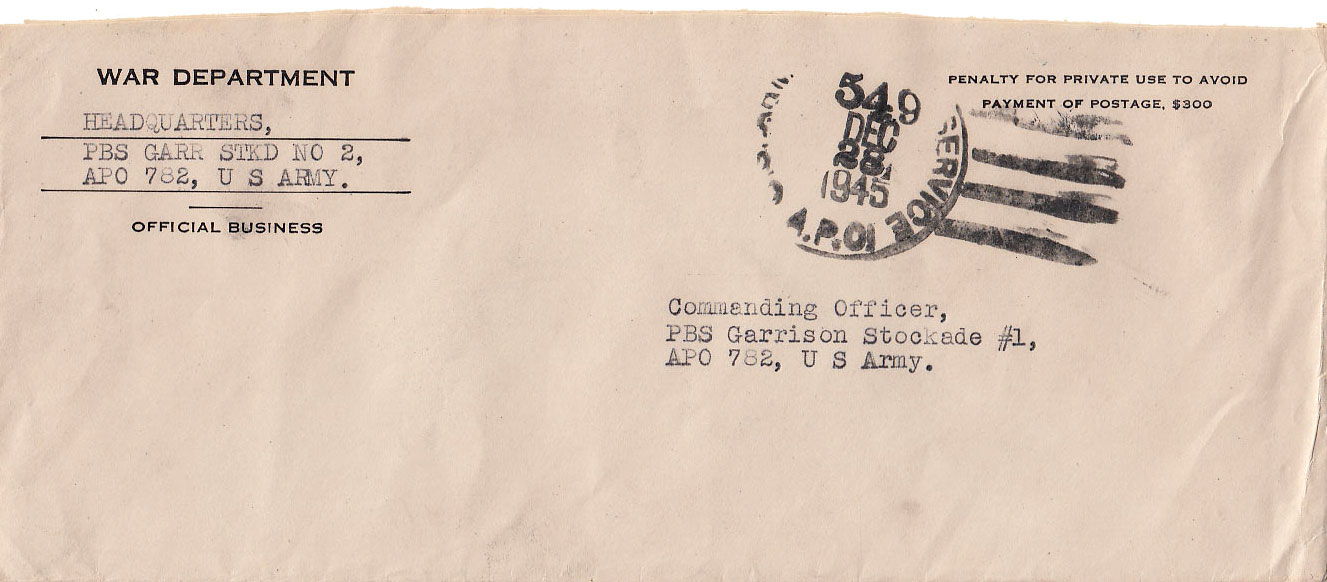 WAR DEPARTMENT
HEADQUARTERS,
PBS GARR STKD NO 2,
APO 782, U S ARMY.
OFFICIAL BUSINESS
PENALTY FOR PRIVATE USE TO AVOID
PAYMENT OF POSTAGE, $300
549
DEC
28
1945
SERVICE
A.P.O.
Commanding Officer,
PBS Garrison Stockade #1,
APO 782, U S Army.